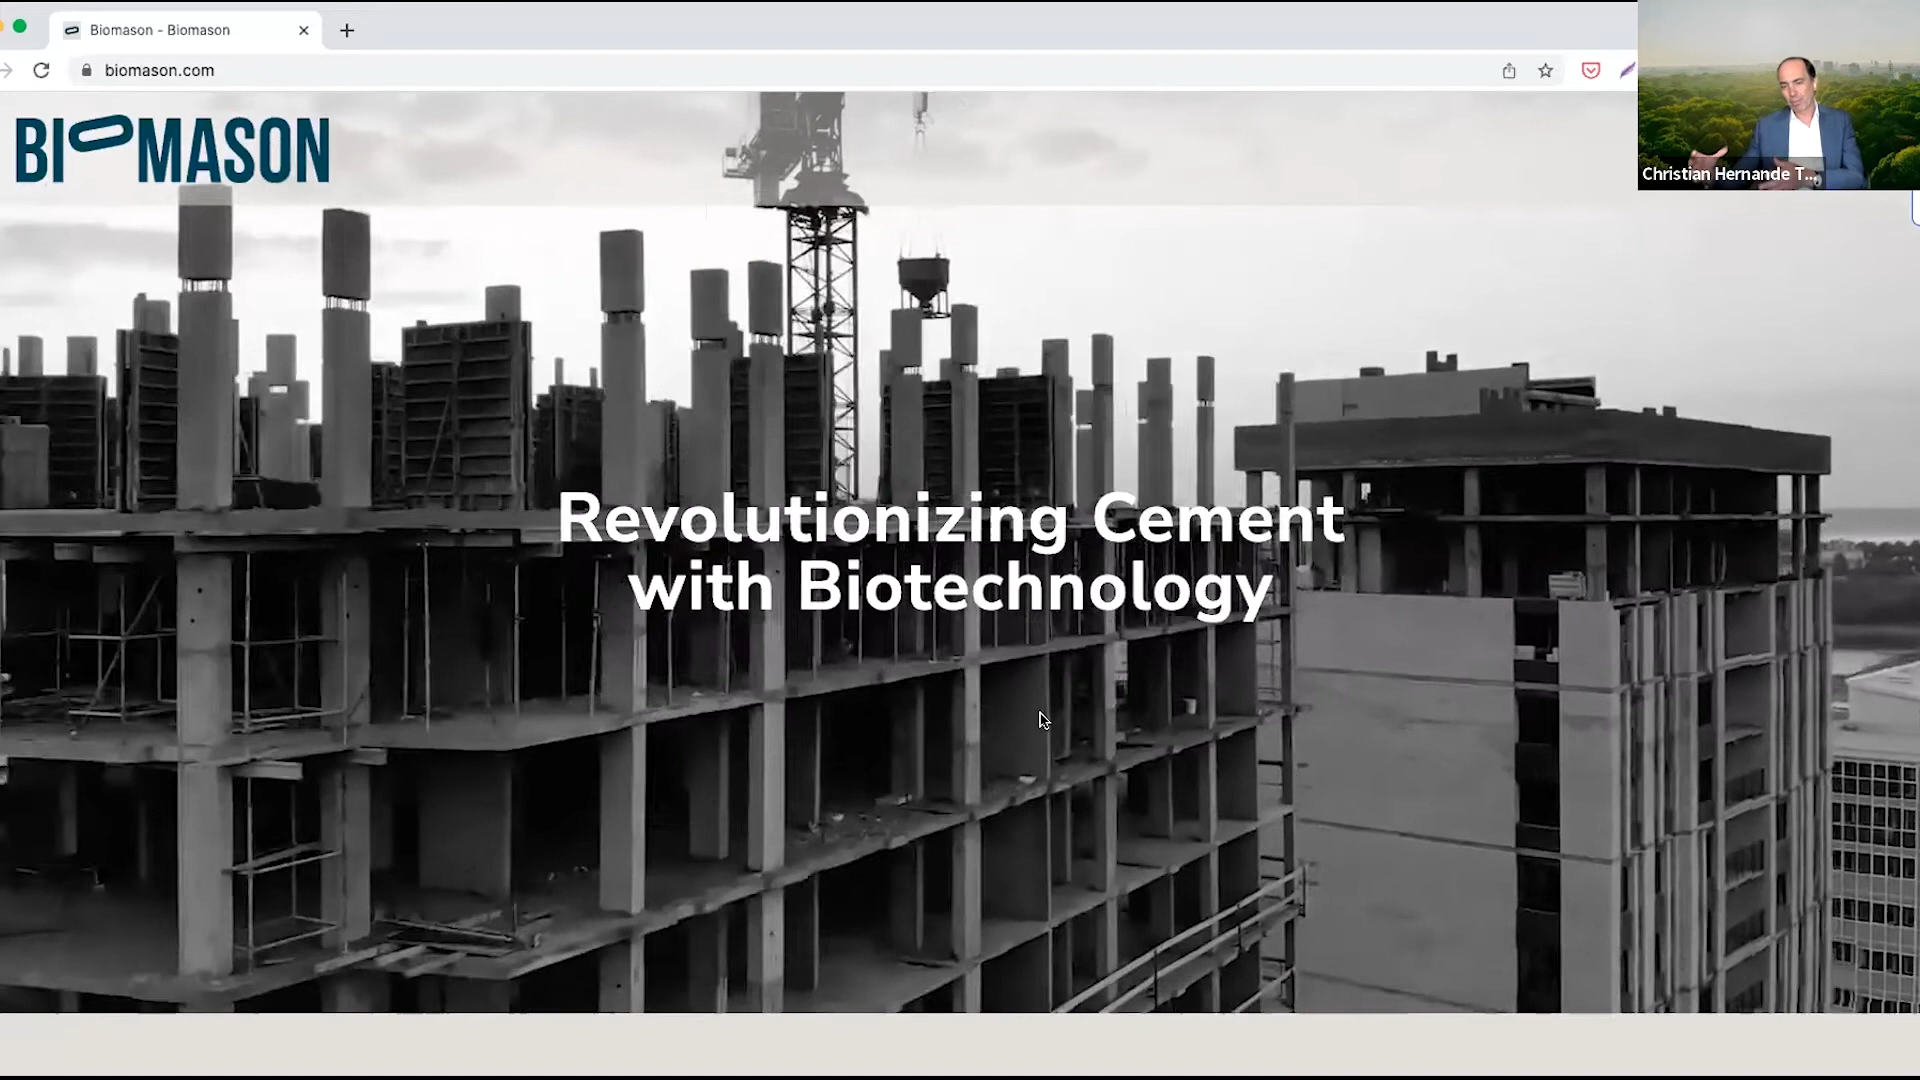 Biomason - Biomason
biomason.com
BIOMASON
Christian Hernande T...
Revolutionizing Cement
with Biotechnology